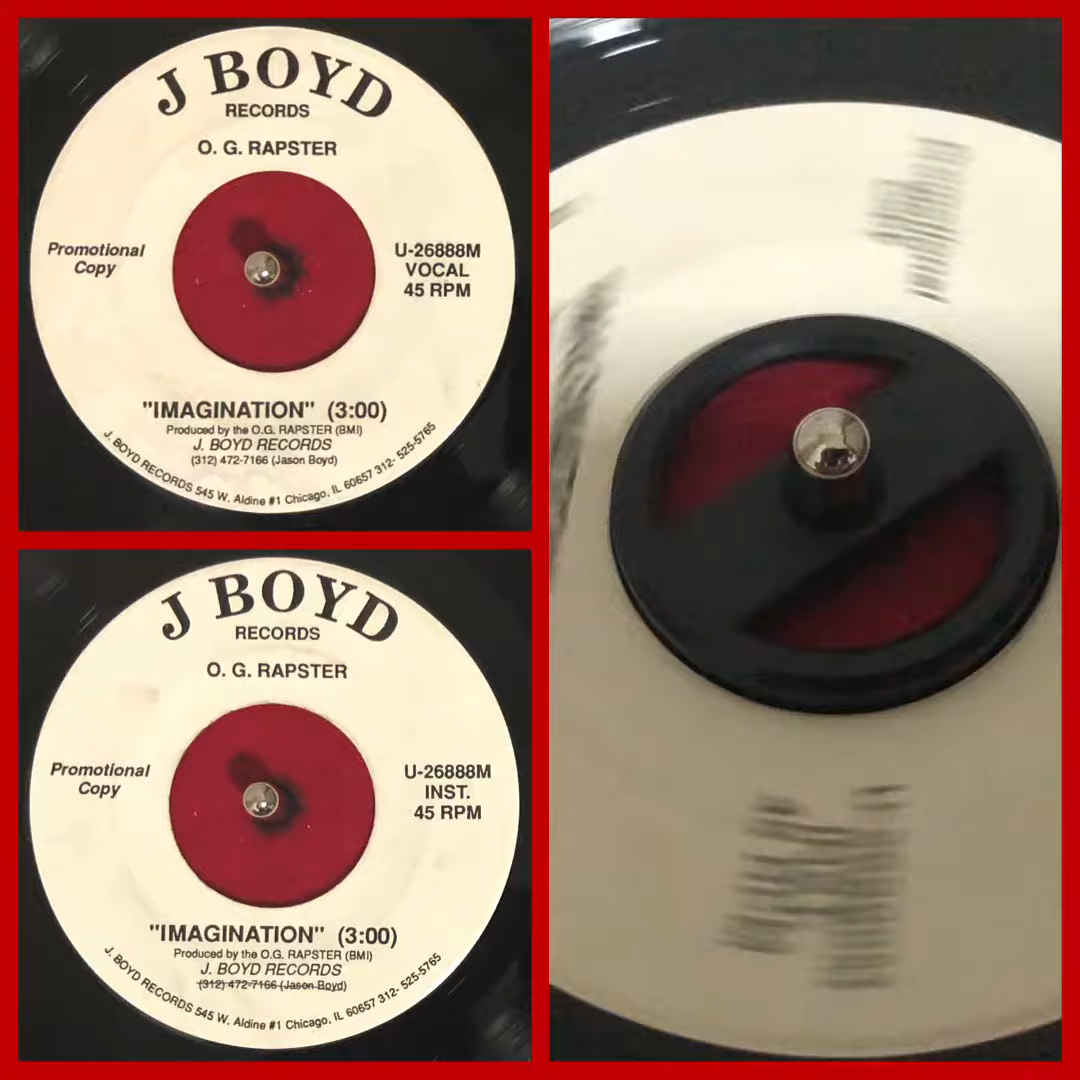 J BOYD
RECORDS
O. G. RAPSTER
Promotional
Copy
U-26888M
VOCAL
45 RPM
"IMAGINATION" (3:00)
Produced by the O.G. RAPSTER (BMI)
J. BOYD RECORDS
(312) 472-7166 (Jason Boyd)
J. BOYD RECORDS 545 W. Aldine #1 Chicago, IL 60657 312- 525-5765
J BOYD
RECORDS
O. G. RAPSTER
Promotional
Copy
U-26888M
INST.
45 RPM
"IMAGINATION" (3:00)
Produced by the O.G. RAPSTER (BMI)
J. BOYD RECORDS
(312) 472-7166 (Jason Boyd)
J. BOYD RECORDS 545 W. Aldine #1 Chicago, IL 60657 312- 525-5765